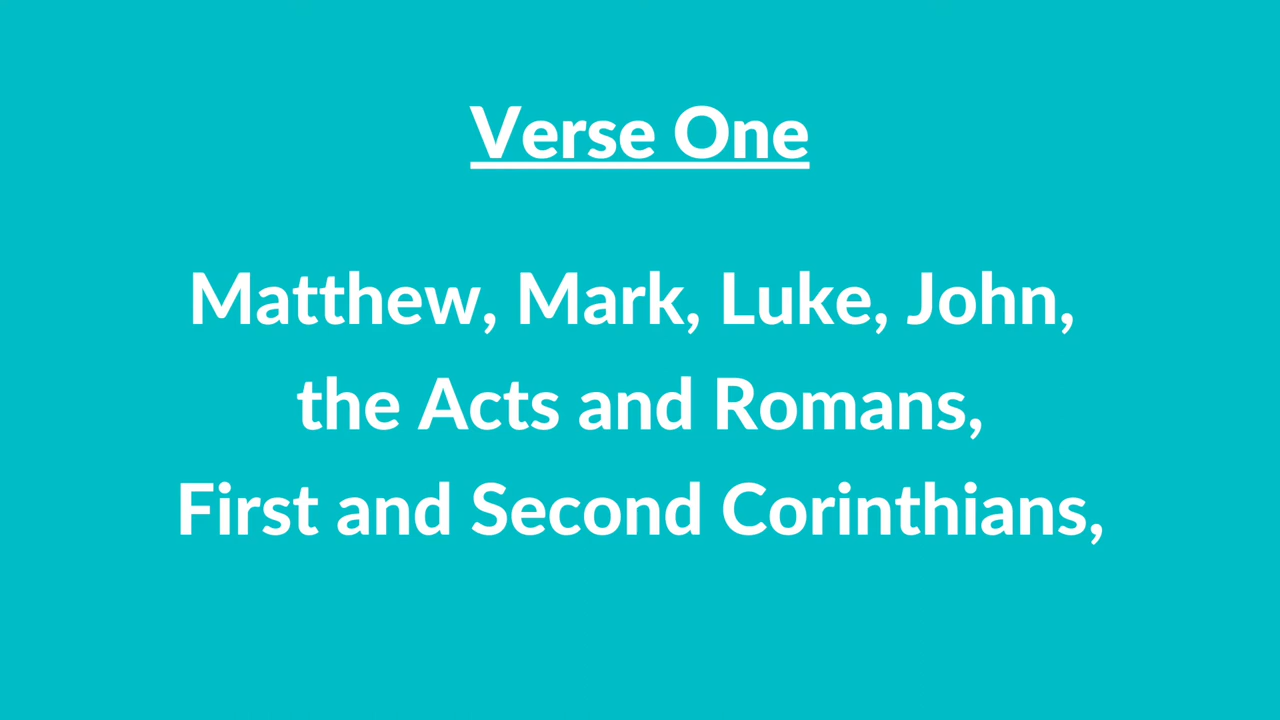 Verse One
Matthew, Mark, Luke, John,
the Acts and Romans,
First and Second Corinthians,